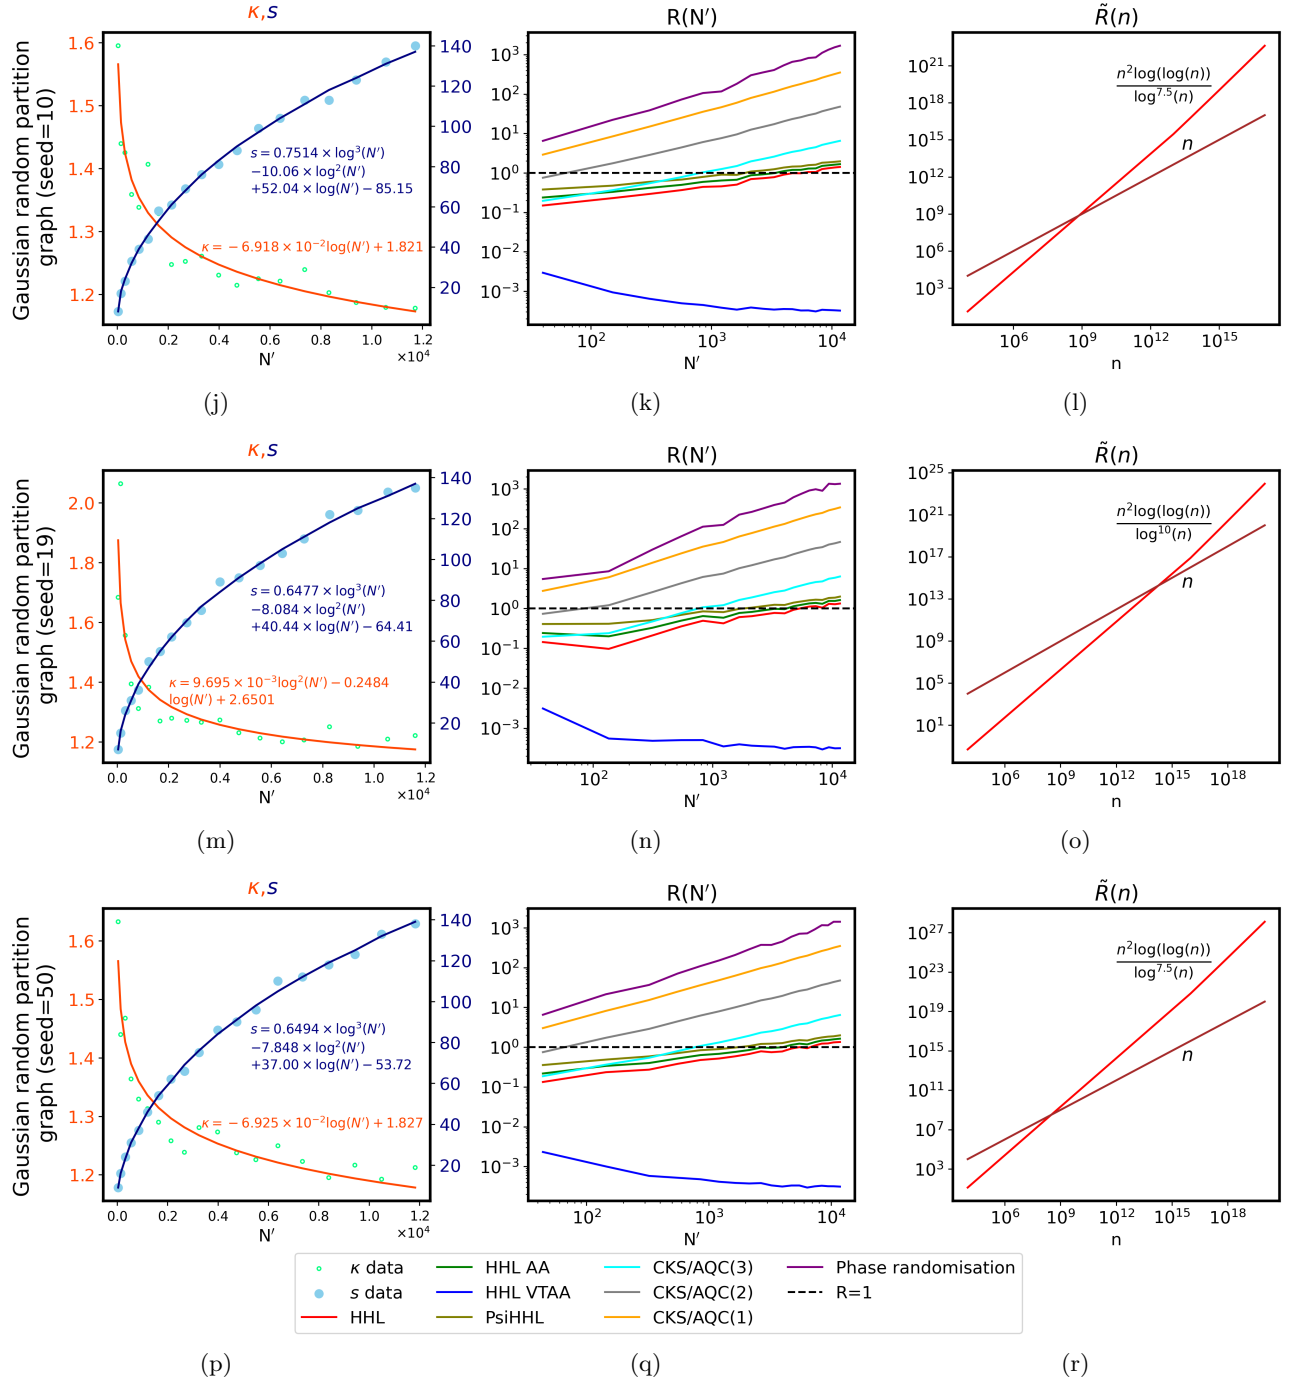 κ,s
R(N′)
R̃(n)
Gaussian random partition
graph (seed=10)
1.6
1.5
1.4
1.3
1.2
140
120
100
80
60
40
20
s = 0.7514 × log³(N′)
−10.06 × log²(N′)
+52.04 × log(N′) − 85.15
κ = −6.918 × 10⁻²log(N′) + 1.821
0.0 0.2 0.4 0.6 0.8 1.0 1.2
N′
×10⁴
10³
10²
10¹
10⁰
10⁻¹
10⁻²
10⁻³
10² 10³ 10⁴
N′
10²¹
10¹⁸
10¹⁵
10¹²
10⁹
10⁶
10³
n²log(log(n))
log⁷·⁵(n)
n
10⁶ 10⁹ 10¹² 10¹⁵
n
(j) (k) (l)
κ,s
R(N′)
R̃(n)
Gaussian random partition
graph (seed=19)
2.0
1.8
1.6
1.4
1.2
140
120
100
80
60
40
20
s = 0.6477 × log³(N′)
−8.084 × log²(N′)
+40.44 × log(N′) − 64.41
κ = 9.695 × 10⁻³log²(N′) − 0.2484
log(N′) + 2.6501
0.0 0.2 0.4 0.6 0.8 1.0 1.2
N′
×10⁴
10³
10²
10¹
10⁰
10⁻¹
10⁻²
10⁻³
10² 10³ 10⁴
N′
10²⁵
10²¹
10¹⁷
10¹³
10⁹
10⁵
10¹
n²log(log(n))
log¹⁰(n)
n
10⁶ 10⁹ 10¹² 10¹⁵ 10¹⁸
n
(m) (n) (o)
κ,s
R(N′)
R̃(n)
Gaussian random partition
graph (seed=50)
1.6
1.5
1.4
1.3
1.2
140
120
100
80
60
40
20
s = 0.6494 × log³(N′)
−7.848 × log²(N′)
+37.00 × log(N′) − 53.72
κ = −6.925 × 10⁻²log(N′) + 1.827
0.0 0.2 0.4 0.6 0.8 1.0 1.2
N′
×10⁴
10³
10²
10¹
10⁰
10⁻¹
10⁻²
10⁻³
10² 10³ 10⁴
N′
10²⁷
10²³
10¹⁹
10¹⁵
10¹¹
10⁷
10³
n²log(log(n))
log⁷·⁵(n)
n
10⁶ 10⁹ 10¹² 10¹⁵ 10¹⁸
n
κ data HHL AA CKS/AQC(3) Phase randomisation
s data HHL VTAA CKS/AQC(2) R=1
HHL PsiHHL CKS/AQC(1)
(p) (q) (r)